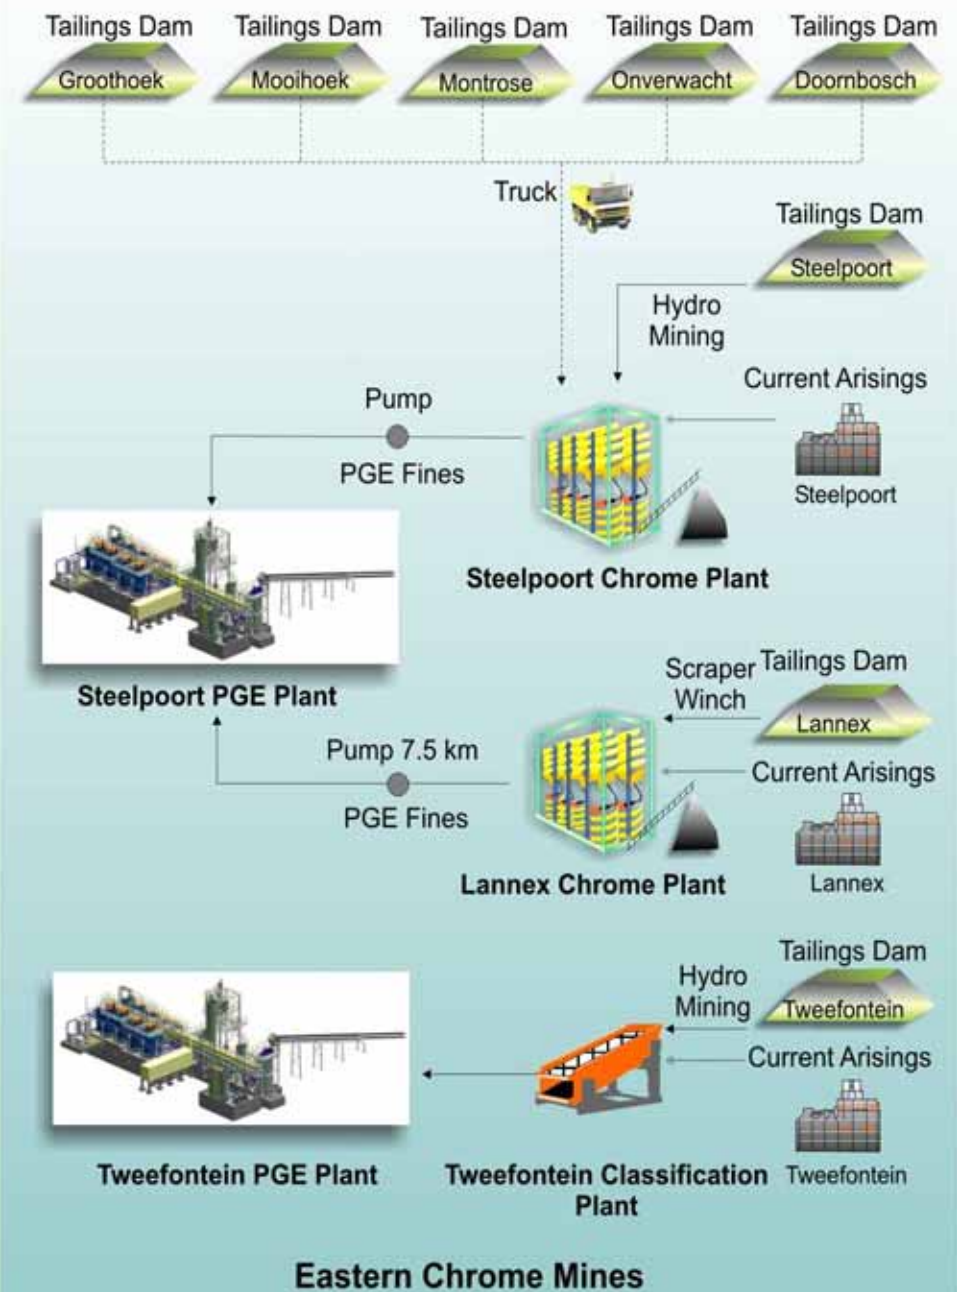 Tailings Dam
Tailings Dam
Tailings Dam
Tailings Dam
Tailings Dam
Groothoek
Mooihoek
Montrose
Onverwacht
Doornbosch
Truck
Tailings Dam
Steelpoort
Hydro
Mining
Current Arisings
Steelpoort
Pump
PGE Fines
Steelpoort Chrome Plant
Steelpoort PGE Plant
Scraper
Winch
Tailings Dam
Lannex
Pump 7.5 km
PGE Fines
Current Arisings
Lannex
Lannex Chrome Plant
Tailings Dam
Hydro
Mining
Tweefontein
Current Arisings
Tweefontein
Tweefontein PGE Plant
Tweefontein Classification
Plant
Eastern Chrome Mines